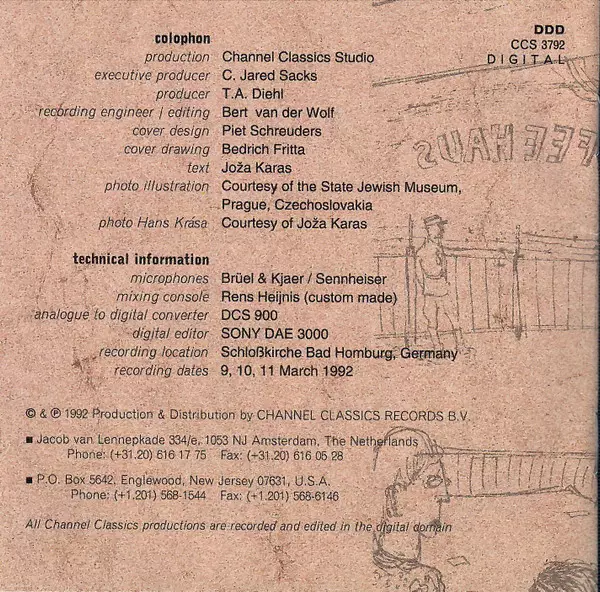 colophon
production Channel Classics Studio
executive producer C. Jared Sacks
producer T.A. Diehl
recording engineer / editing Bert van der Wolf
cover design Piet Schreuders
cover drawing Bedrich Fritta
text Joža Karas
photo illustration Courtesy of the State Jewish Museum,
Prague, Czechoslovakia
photo Hans Krása Courtesy of Joža Karas
DDD
CCS 3792
DIGITAL
FEE HAUS
technical information
microphones Brüel & Kjaer / Sennheiser
mixing console Rens Heijnis (custom made)
analogue to digital converter DCS 900
digital editor SONY DAE 3000
recording location Schloßkirche Bad Homburg, Germany
recording dates 9, 10, 11 March 1992
© & ℗ 1992 Production & Distribution by CHANNEL CLASSICS RECORDS B.V.
■ Jacob van Lennepkade 334/e, 1053 NJ Amsterdam, The Netherlands
Phone: (+31.20) 616 17 75 Fax: (+31.20) 616 05 28
■ P.O. Box 5642, Englewood, New Jersey 07631, U.S.A.
Phone: (+1.201) 568-1544 Fax: (+1.201) 568-6146
All Channel Classics productions are recorded and edited in the digital domain